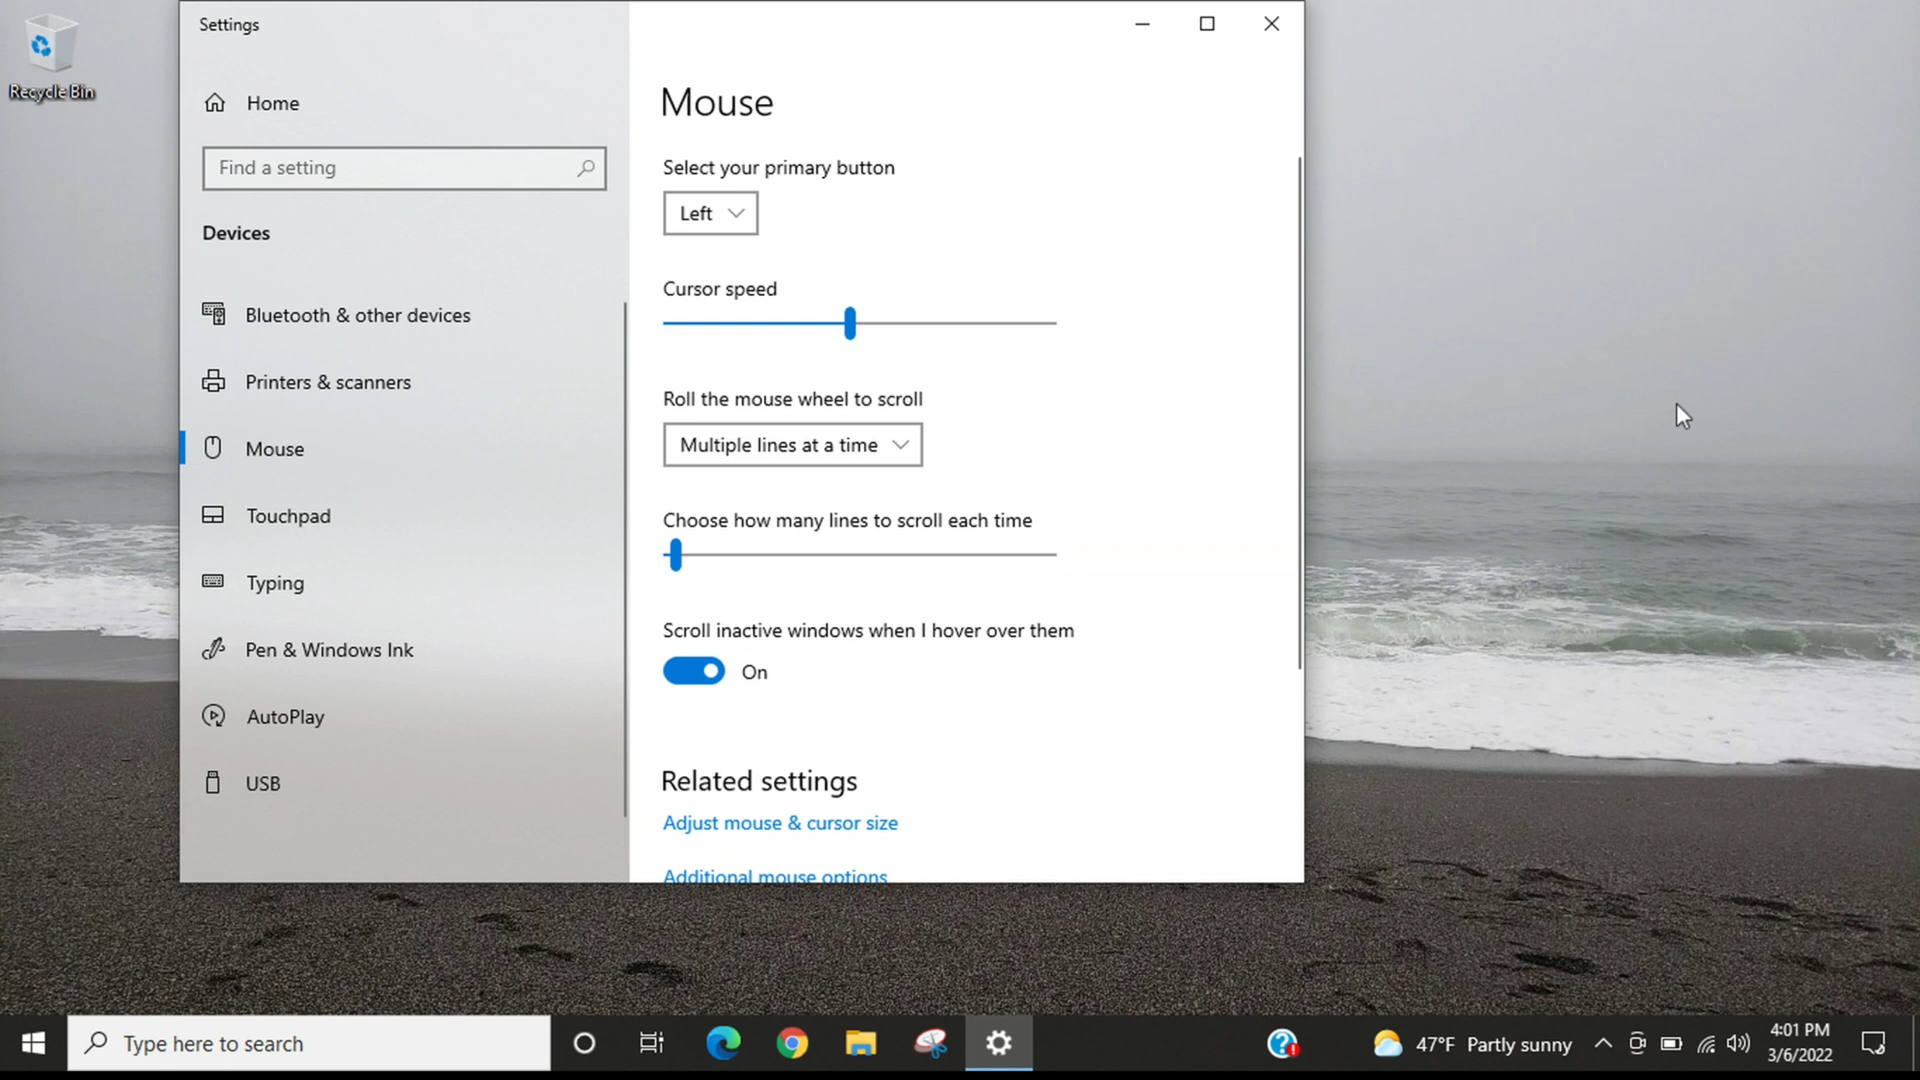 Recycle Bin
Settings
Home
Find a setting
Devices
Bluetooth & other devices
Printers & scanners
Mouse
Touchpad
Typing
Pen & Windows Ink
AutoPlay
USB
Mouse
Select your primary button
Left
Cursor speed
Roll the mouse wheel to scroll
Multiple lines at a time
Choose how many lines to scroll each time
Scroll inactive windows when I hover over them
On
Related settings
Adjust mouse & cursor size
Additional mouse options
Type here to search
47°F Partly sunny
4:01 PM
3/6/2022